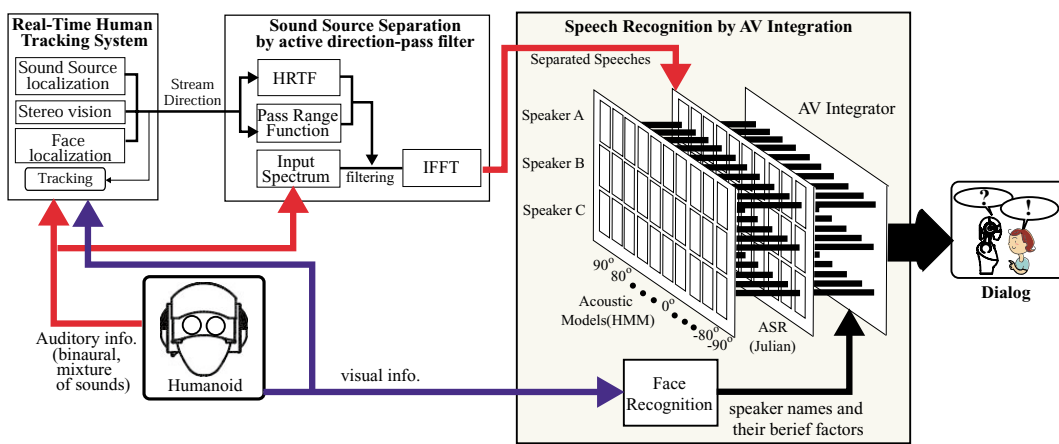 Real-Time Human
Tracking System
Sound Source
localization
Stereo vision
Face
localization
Tracking
Stream
Direction
Sound Source Separation
by active direction-pass filter
HRTF
Pass Range
Function
Input
Spectrum
filtering
IFFT
Speech Recognition by AV Integration
Separated Speeches
Speaker A
Speaker B
Speaker C
AV Integrator
90°
80°
0°
-80°
-90°
Acoustic
Models(HMM)
ASR
(Julian)
?
!
Dialog
Auditory info.
(binaural,
mixture
of sounds)
Humanoid
visual info.
Face
Recognition
speaker names and
their berief factors